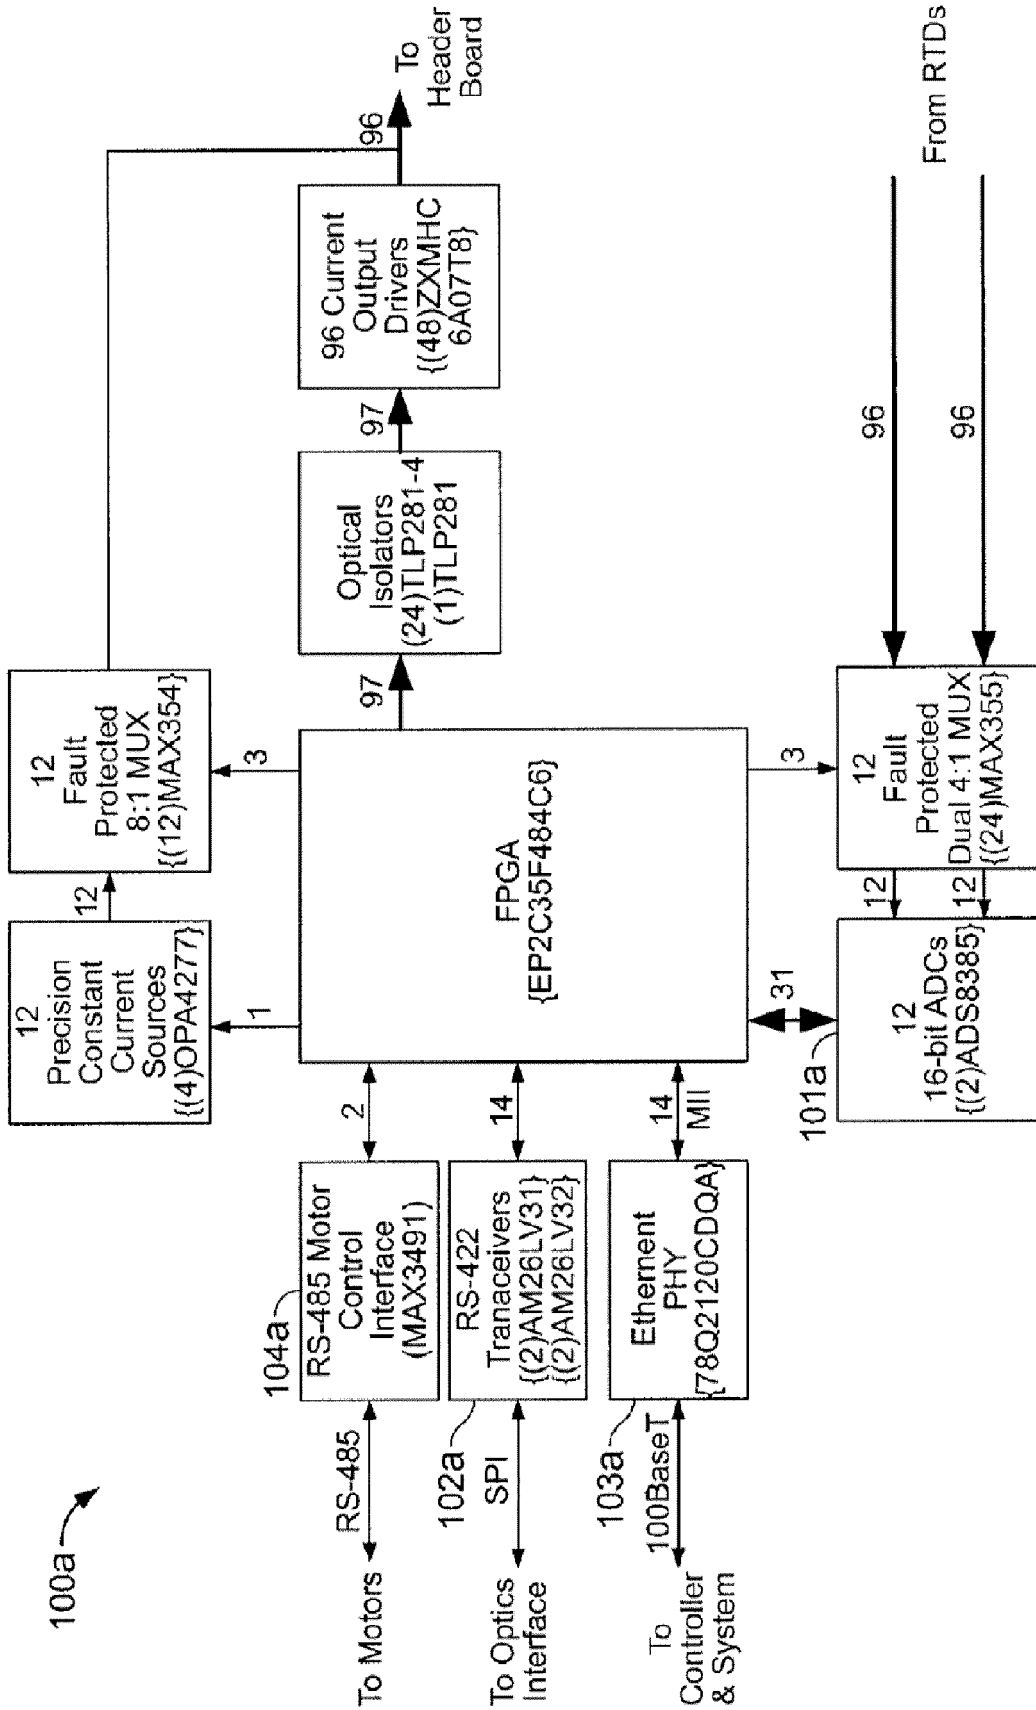 100a
To Motors
RS-485
104a
RS-485 Motor
Control
Interface
(MAX3491)
2
To Optics
Interface
SPI
102a
RS-422
Tranaceivers
{(2)AM26LV31}
{(2)AM26LV32}
14
To
Controller
& System
100BaseT
103a
Ethernent
PHY
{78Q2120CDQA}
14
MII
12
Precision
Constant
Current
Sources
{(4)OPA4277}
1
12
12
Fault
Protected
8:1 MUX
{(12)MAX354}
3
FPGA
{EP2C35F484C6}
97
Optical
Isolators
(24)TLP281-4
(1)TLP281
97
96 Current
Output
Drivers
{(48)ZXMHC
6A07T8}
96
To
Header
Board
31
101a
12
16-bit ADCs
{(2)ADS8385}
12
12
3
12
Fault
Protected
Dual 4:1 MUX
{(24)MAX355}
96
96
From RTDs